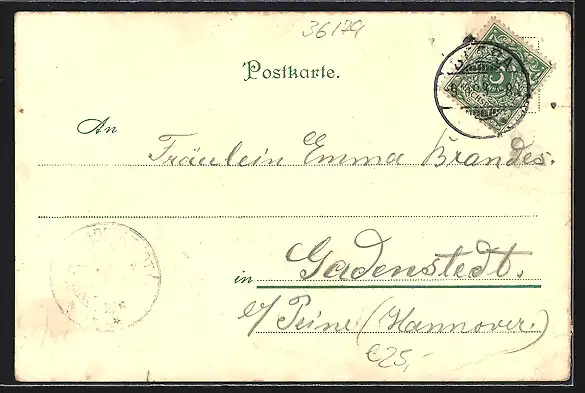 36179
Postkarte.
An
Fräulein Emma Brandes.
in Gadenstedt.
b/ Peine (Hannover.)
€25,-